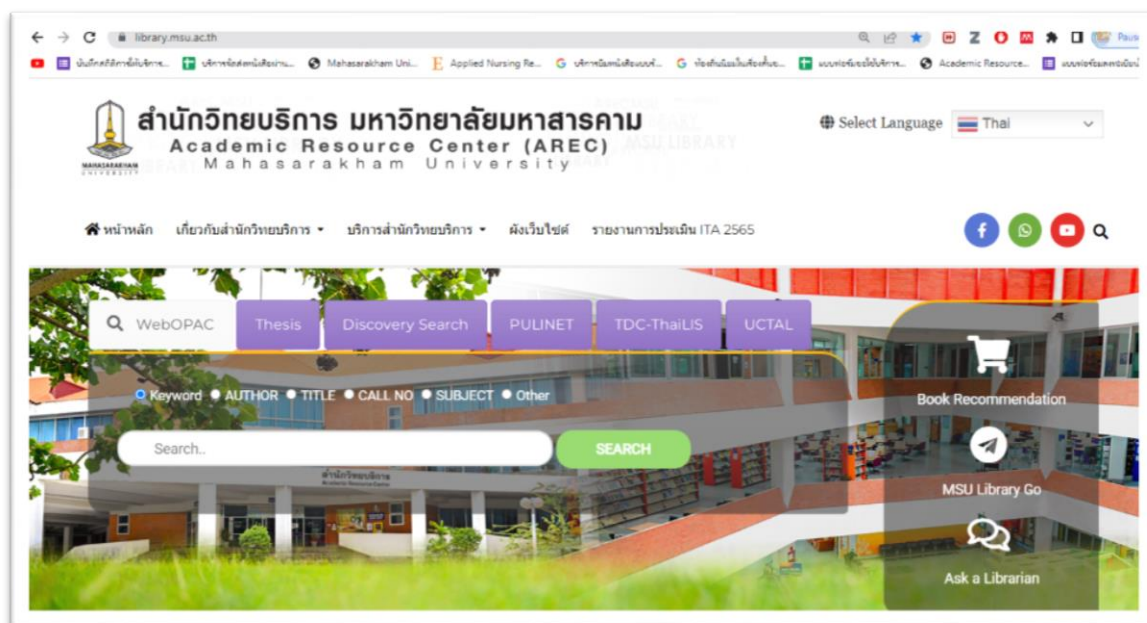 library.msu.ac.th
Paus
Mahasarakham Uni... Applied Nursing Re... Academic Resource...
สำนักวิทยบริการ มหาวิทยาลัยมหาสารคาม
Academic Resource Center (AREC)
Mahasarakham University
MAHASARAKHAM
UNIVERSITY
MSU LIBRARY
Select Language Thai
หน้าหลัก เกี่ยวกับสำนักวิทยบริการ บริการสำนักวิทยบริการ ผังเว็บไซต์ รายงานการประเมิน ITA 2565
WebOPAC Thesis Discovery Search PULINET TDC-ThaiLIS UCTAL
Keyword AUTHOR TITLE CALL NO SUBJECT Other
Search.. SEARCH
สำนักวิทยบริการ
Academic Resource Center
Book Recommendation
MSU Library Go
Ask a Librarian